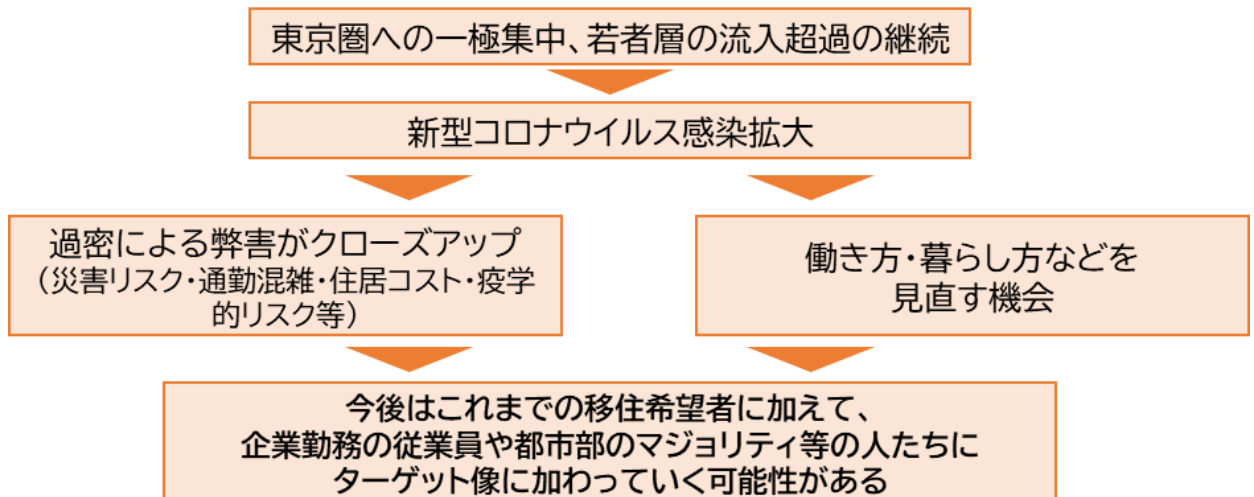 東京圏への一極集中、若者層の流入超過の継続
新型コロナウイルス感染拡大
過密による弊害がクローズアップ
（災害リスク・通勤混雑・住居コスト・疫学
的リスク等）
働き方・暮らし方などを
見直す機会
今後はこれまでの移住希望者に加えて、
企業勤務の従業員や都市部のマジョリティ等の人たちに
ターゲット像に加わっていく可能性がある